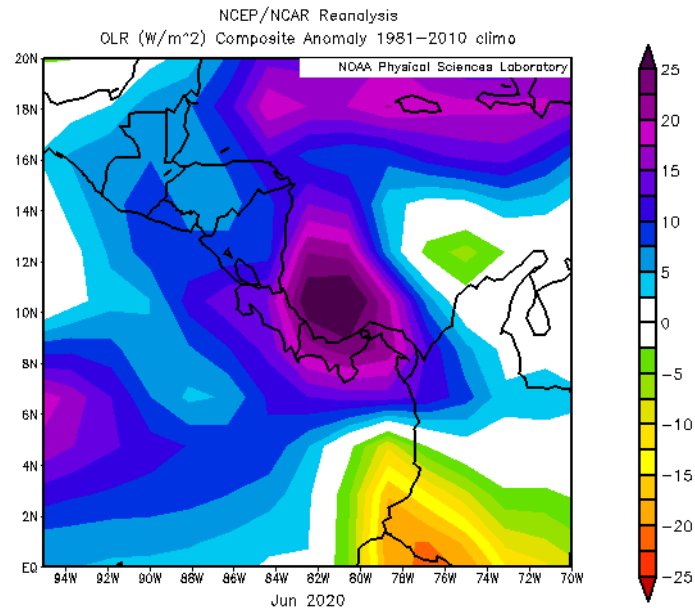 NCEP/NCAR Reanalysis
OLR (W/m^2) Composite Anomaly 1981-2010 climo
NOAA Physical Sciences Laboratory
20N
18N
16N
14N
12N
10N
8N
6N
4N
2N
EQ
94W 92W 90W 88W 86W 84W 82W 80W 78W 76W 74W 72W 70W
Jun 2020
25
20
15
10
5
0
-5
-10
-15
-20
-25